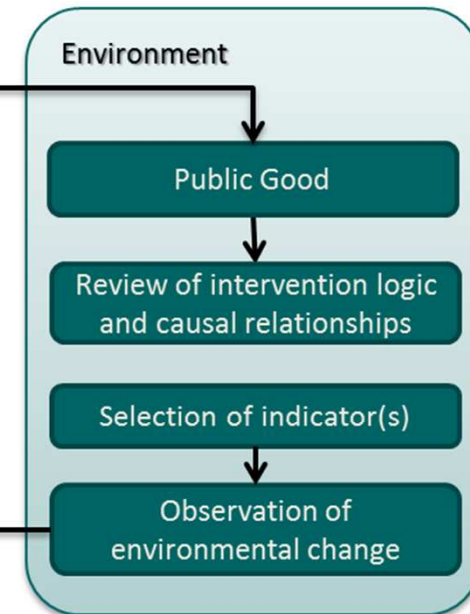 Environment
Public Good
Review of intervention logic
and causal relationships
Selection of indicator(s)
Observation of
environmental change